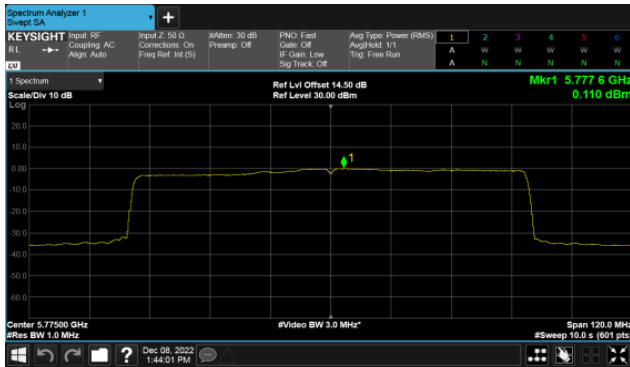 Spectrum Analyzer 1
Swept SA
+
KEYSIGHT Input: RF Input Z: 50 Ω #Atten: 30 dB PNO: Fast Avg Type: Power (RMS) 1 2 3 4 5 6
RL Coupling: AC Corrections: On Preamp: Off Gate: Off Avg|Hold: 1/1 A W W W W W
Align: Auto Freq Ref: Int (S) IF Gain: Low Trig: Free Run
Sig Track: Off A N N N N N
LXI
1 Spectrum Ref Lvl Offset 14.50 dB Mkr1 5.777 6 GHz
Scale/Div 10 dB Ref Level 30.00 dBm 0.110 dBm
Log
20.0
10.0
1
0.00
-10.0
-20.0
-30.0
-40.0
-50.0
-60.0
Center 5.77500 GHz #Video BW 3.0 MHz* Span 120.0 MHz
#Res BW 1.0 MHz #Sweep 10.0 s (601 pts)
? Dec 08, 2022
1:44:01 PM